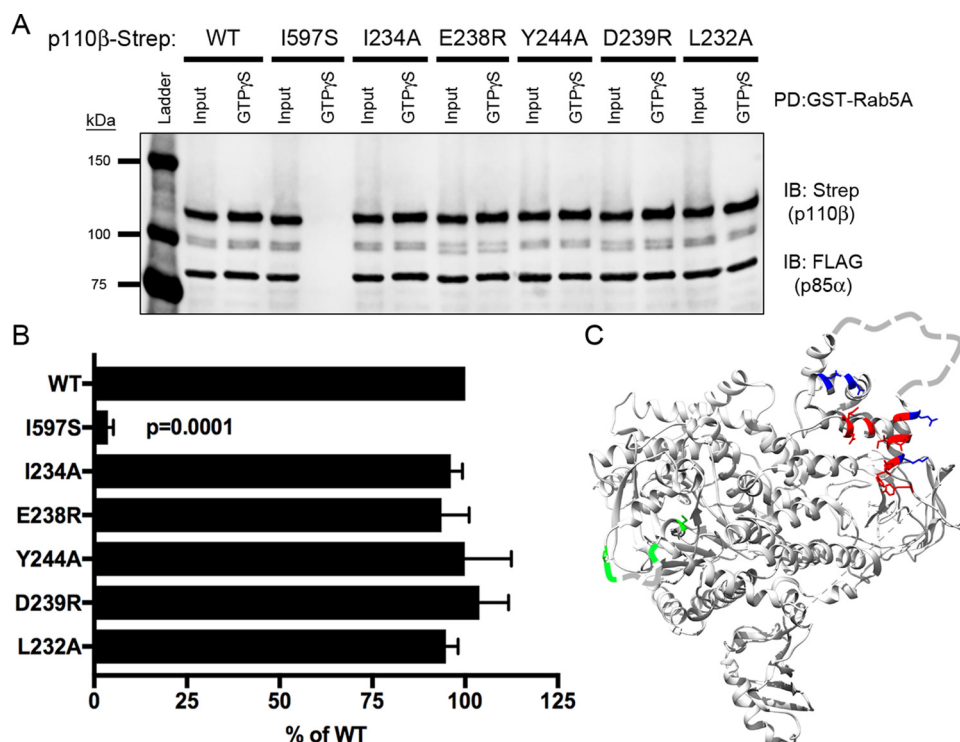 A
p110β-Strep: WT I597S I234A E238R Y244A D239R L232A
Ladder Input GTPγS Input GTPγS Input GTPγS Input GTPγS Input GTPγS Input GTPγS Input GTPγS
PD:GST-Rab5A
kDa
150
100
75
IB: Strep
(p110β)
IB: FLAG
(p85α)
B
WT
I597S p=0.0001
I234A
E238R
Y244A
D239R
L232A
0 25 50 75 100 125
% of WT
C